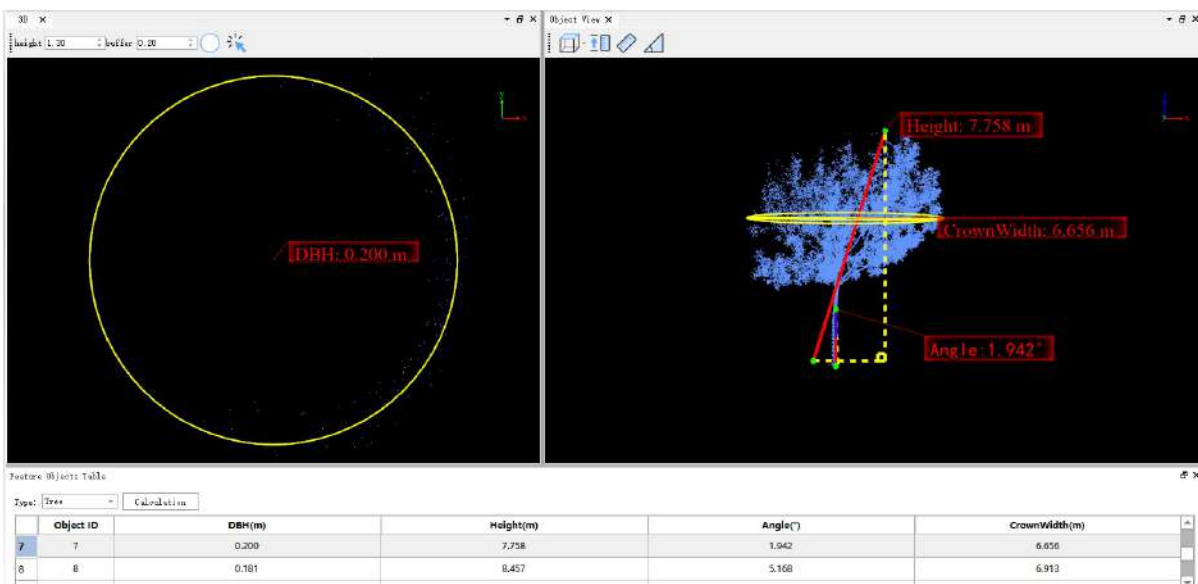 3D
height 1.30 buffer 0.20
DBH: 0.200 m
Object View
Height: 7.758 m
CrownWidth: 6.656 m
Angle:1.942°
Feature Objects Table
Type: Tree Calculation
Object ID DBH(m) Height(m) Angle(°) CrownWidth(m)
7 7 0.200 7.758 1.942 6.656
8 8 0.181 8.457 5.168 6.913